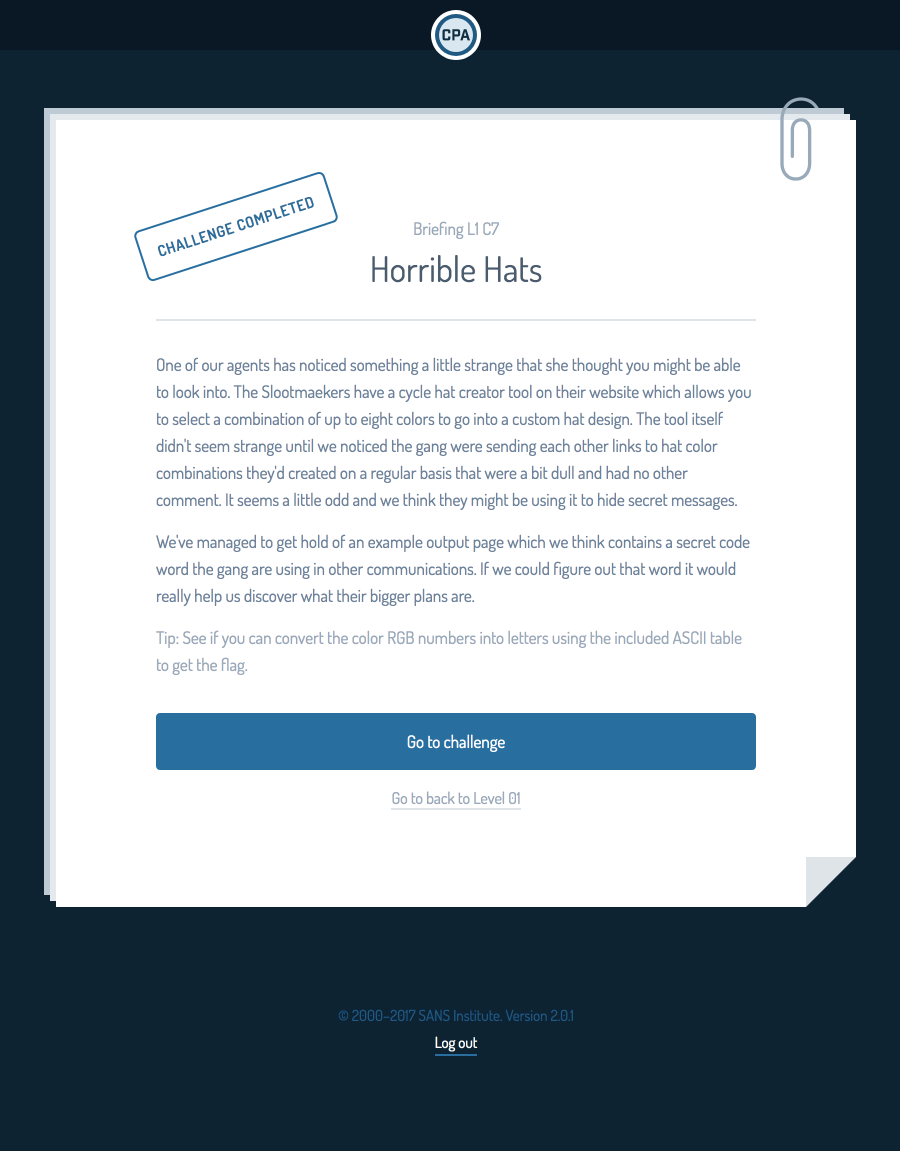 CPA
CHALLENGE COMPLETED
Briefing L1 C7
Horrible Hats
One of our agents has noticed something a little strange that she thought you might be able
to look into. The Slootmaekers have a cycle hat creator tool on their website which allows you
to select a combination of up to eight colors to go into a custom hat design. The tool itself
didn't seem strange until we noticed the gang were sending each other links to hat color
combinations they'd created on a regular basis that were a bit dull and had no other
comment. It seems a little odd and we think they might be using it to hide secret messages.
We've managed to get hold of an example output page which we think contains a secret code
word the gang are using in other communications. If we could figure out that word it would
really help us discover what their bigger plans are.
Tip: See if you can convert the color RGB numbers into letters using the included ASCII table
to get the flag.
Go to challenge
Go to back to Level 01
© 2000–2017 SANS Institute. Version 2.0.1
Log out